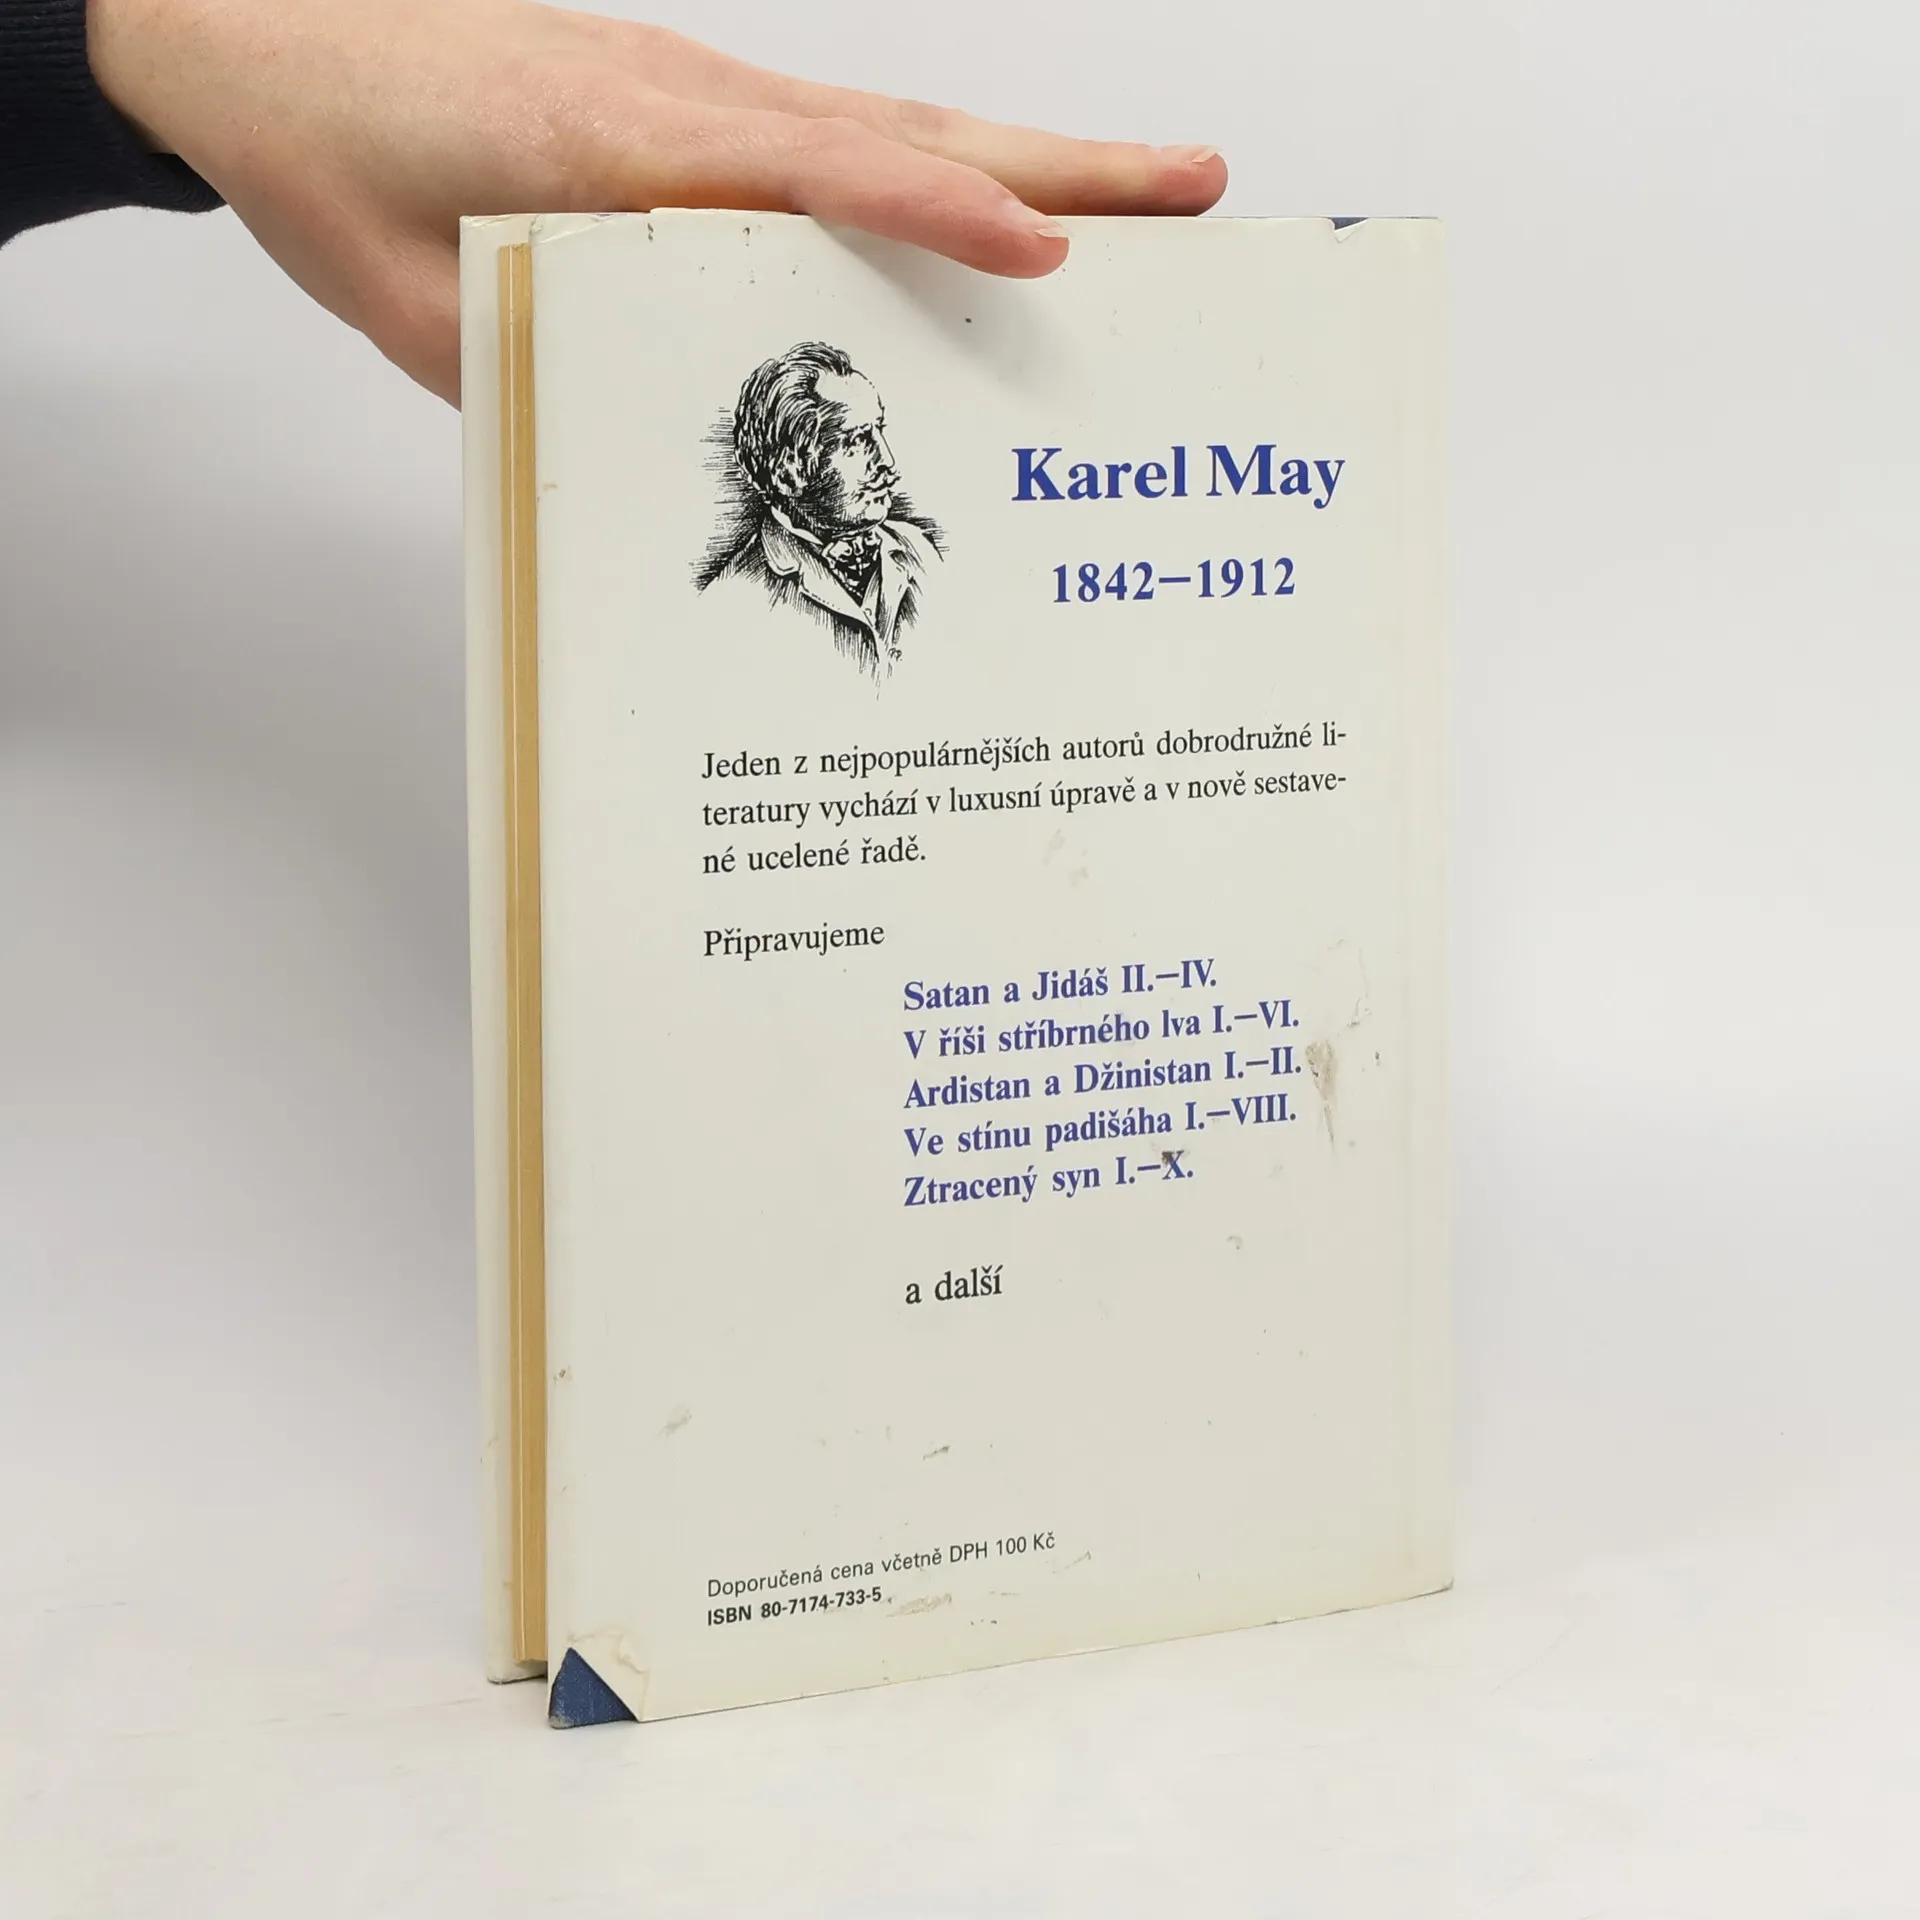 Karel May
1842–1912
Jeden z nejpopulárnějších autorů dobrodružné li-
teratury vychází v luxusní úpravě a v nově sestave-
né ucelené řadě.
Připravujeme
Satan a Jidáš II.–IV.
V říši stříbrného lva I.–VI.
Ardistan a Džinistan I.–II.
Ve stínu padišáha I.–VIII.
Ztracený syn I.–X.
a další
Doporučená cena včetně DPH 100 Kč
ISBN 80-7174-733-5